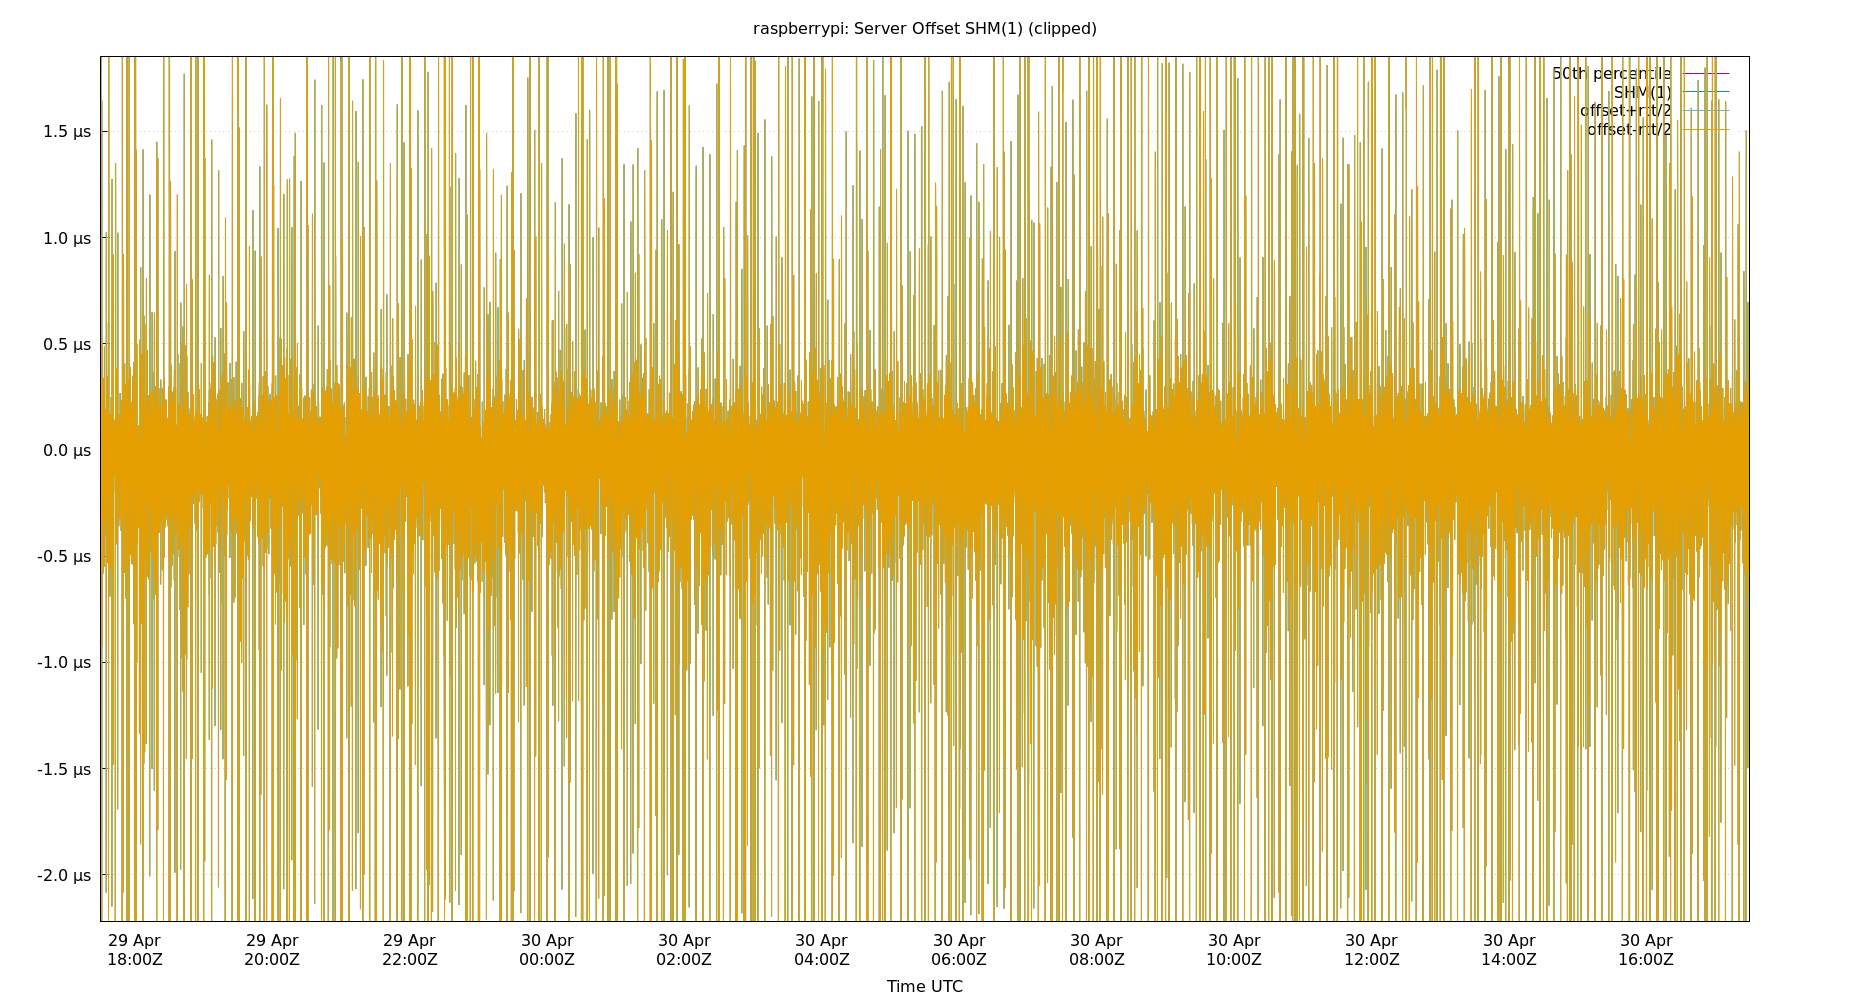 raspberrypi: Server Offset SHM(1) (clipped)
50th percentile
SHM(1)
offset+rtt/2
offset-rtt/2
1.5 µs
1.0 µs
0.5 µs
0.0 µs
-0.5 µs
-1.0 µs
-1.5 µs
-2.0 µs
29 Apr 29 Apr 29 Apr 30 Apr 30 Apr 30 Apr 30 Apr 30 Apr 30 Apr 30 Apr 30 Apr 30 Apr
18:00Z 20:00Z 22:00Z 00:00Z 02:00Z 04:00Z 06:00Z 08:00Z 10:00Z 12:00Z 14:00Z 16:00Z
Time UTC